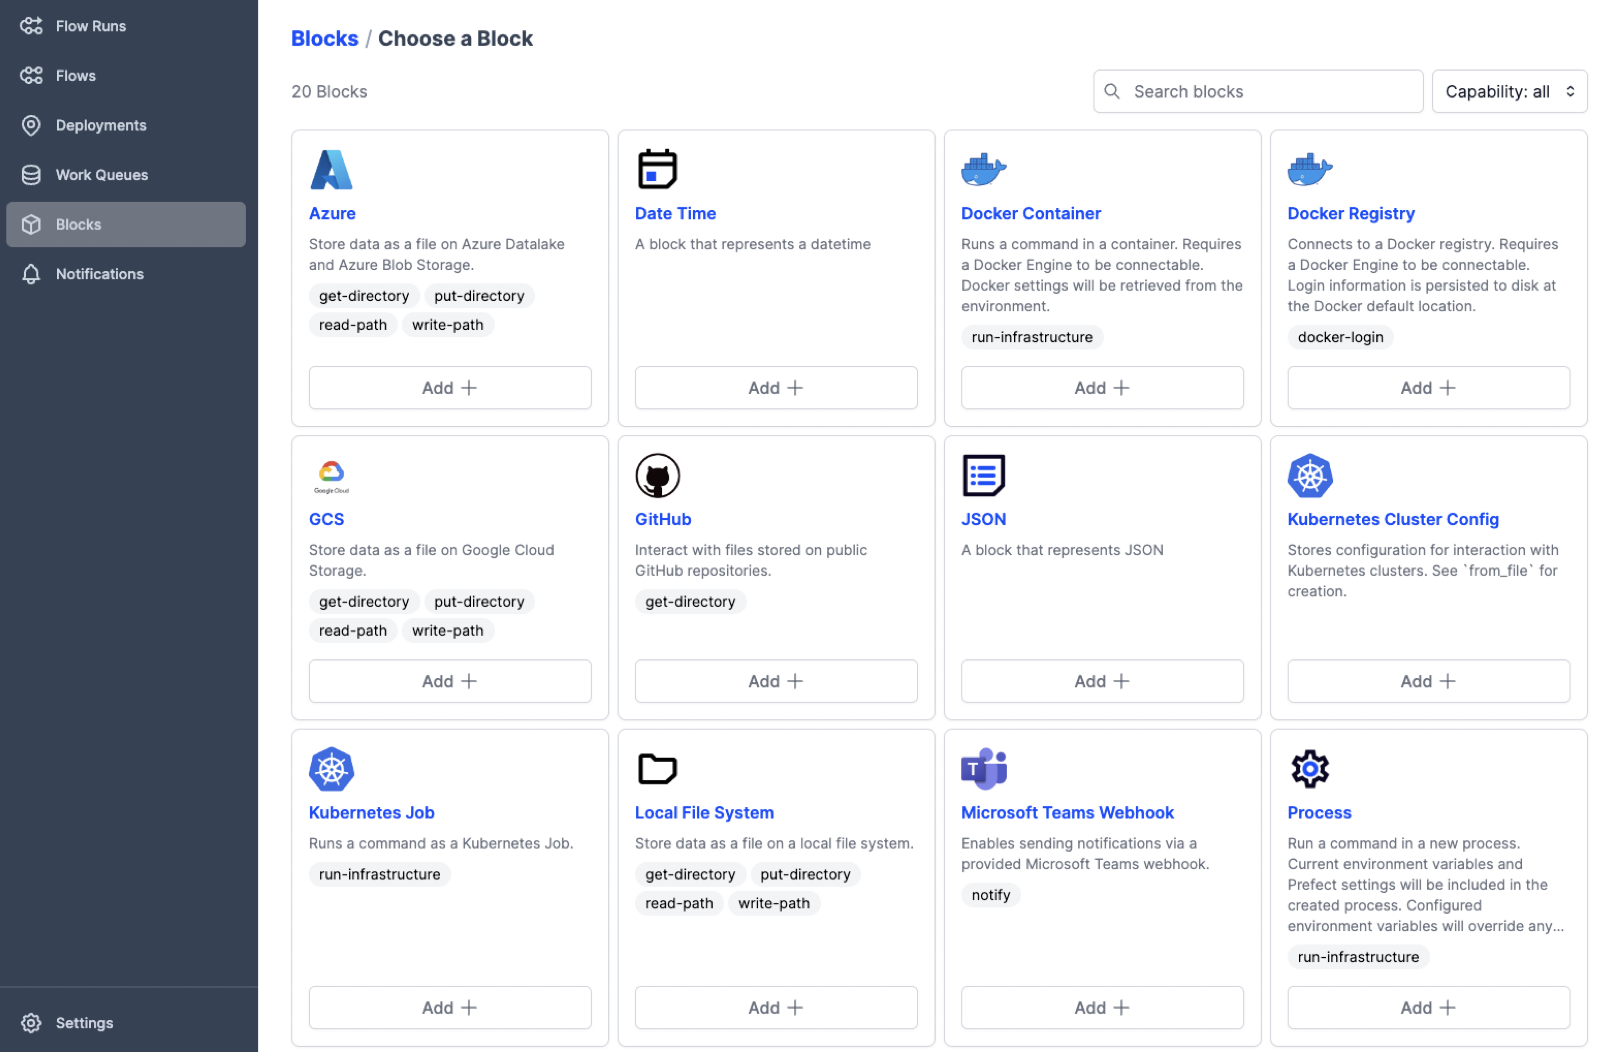 Flow Runs
Flows
Deployments
Work Queues
Blocks
Notifications
Settings
Blocks / Choose a Block
20 Blocks
Search blocks
Capability: all
Azure
Store data as a file on Azure Datalake
and Azure Blob Storage.
get-directory put-directory
read-path write-path
Add
Date Time
A block that represents a datetime
Add
Docker Container
Runs a command in a container. Requires
a Docker Engine to be connectable.
Docker settings will be retrieved from the
environment.
run-infrastructure
Add
Docker Registry
Connects to a Docker registry. Requires
a Docker Engine to be connectable.
Login information is persisted to disk at
the Docker default location.
docker-login
Add
Google Cloud
GCS
Store data as a file on Google Cloud
Storage.
get-directory put-directory
read-path write-path
Add
GitHub
Interact with files stored on public
GitHub repositories.
get-directory
Add
JSON
A block that represents JSON
Add
Kubernetes Cluster Config
Stores configuration for interaction with
Kubernetes clusters. See `from_file` for
creation.
Add
Kubernetes Job
Runs a command as a Kubernetes Job.
run-infrastructure
Add
Local File System
Store data as a file on a local file system.
get-directory put-directory
read-path write-path
Add
T
Microsoft Teams Webhook
Enables sending notifications via a
provided Microsoft Teams webhook.
notify
Add
Process
Run a command in a new process.
Current environment variables and
Prefect settings will be included in the
created process. Configured
environment variables will override any...
run-infrastructure
Add